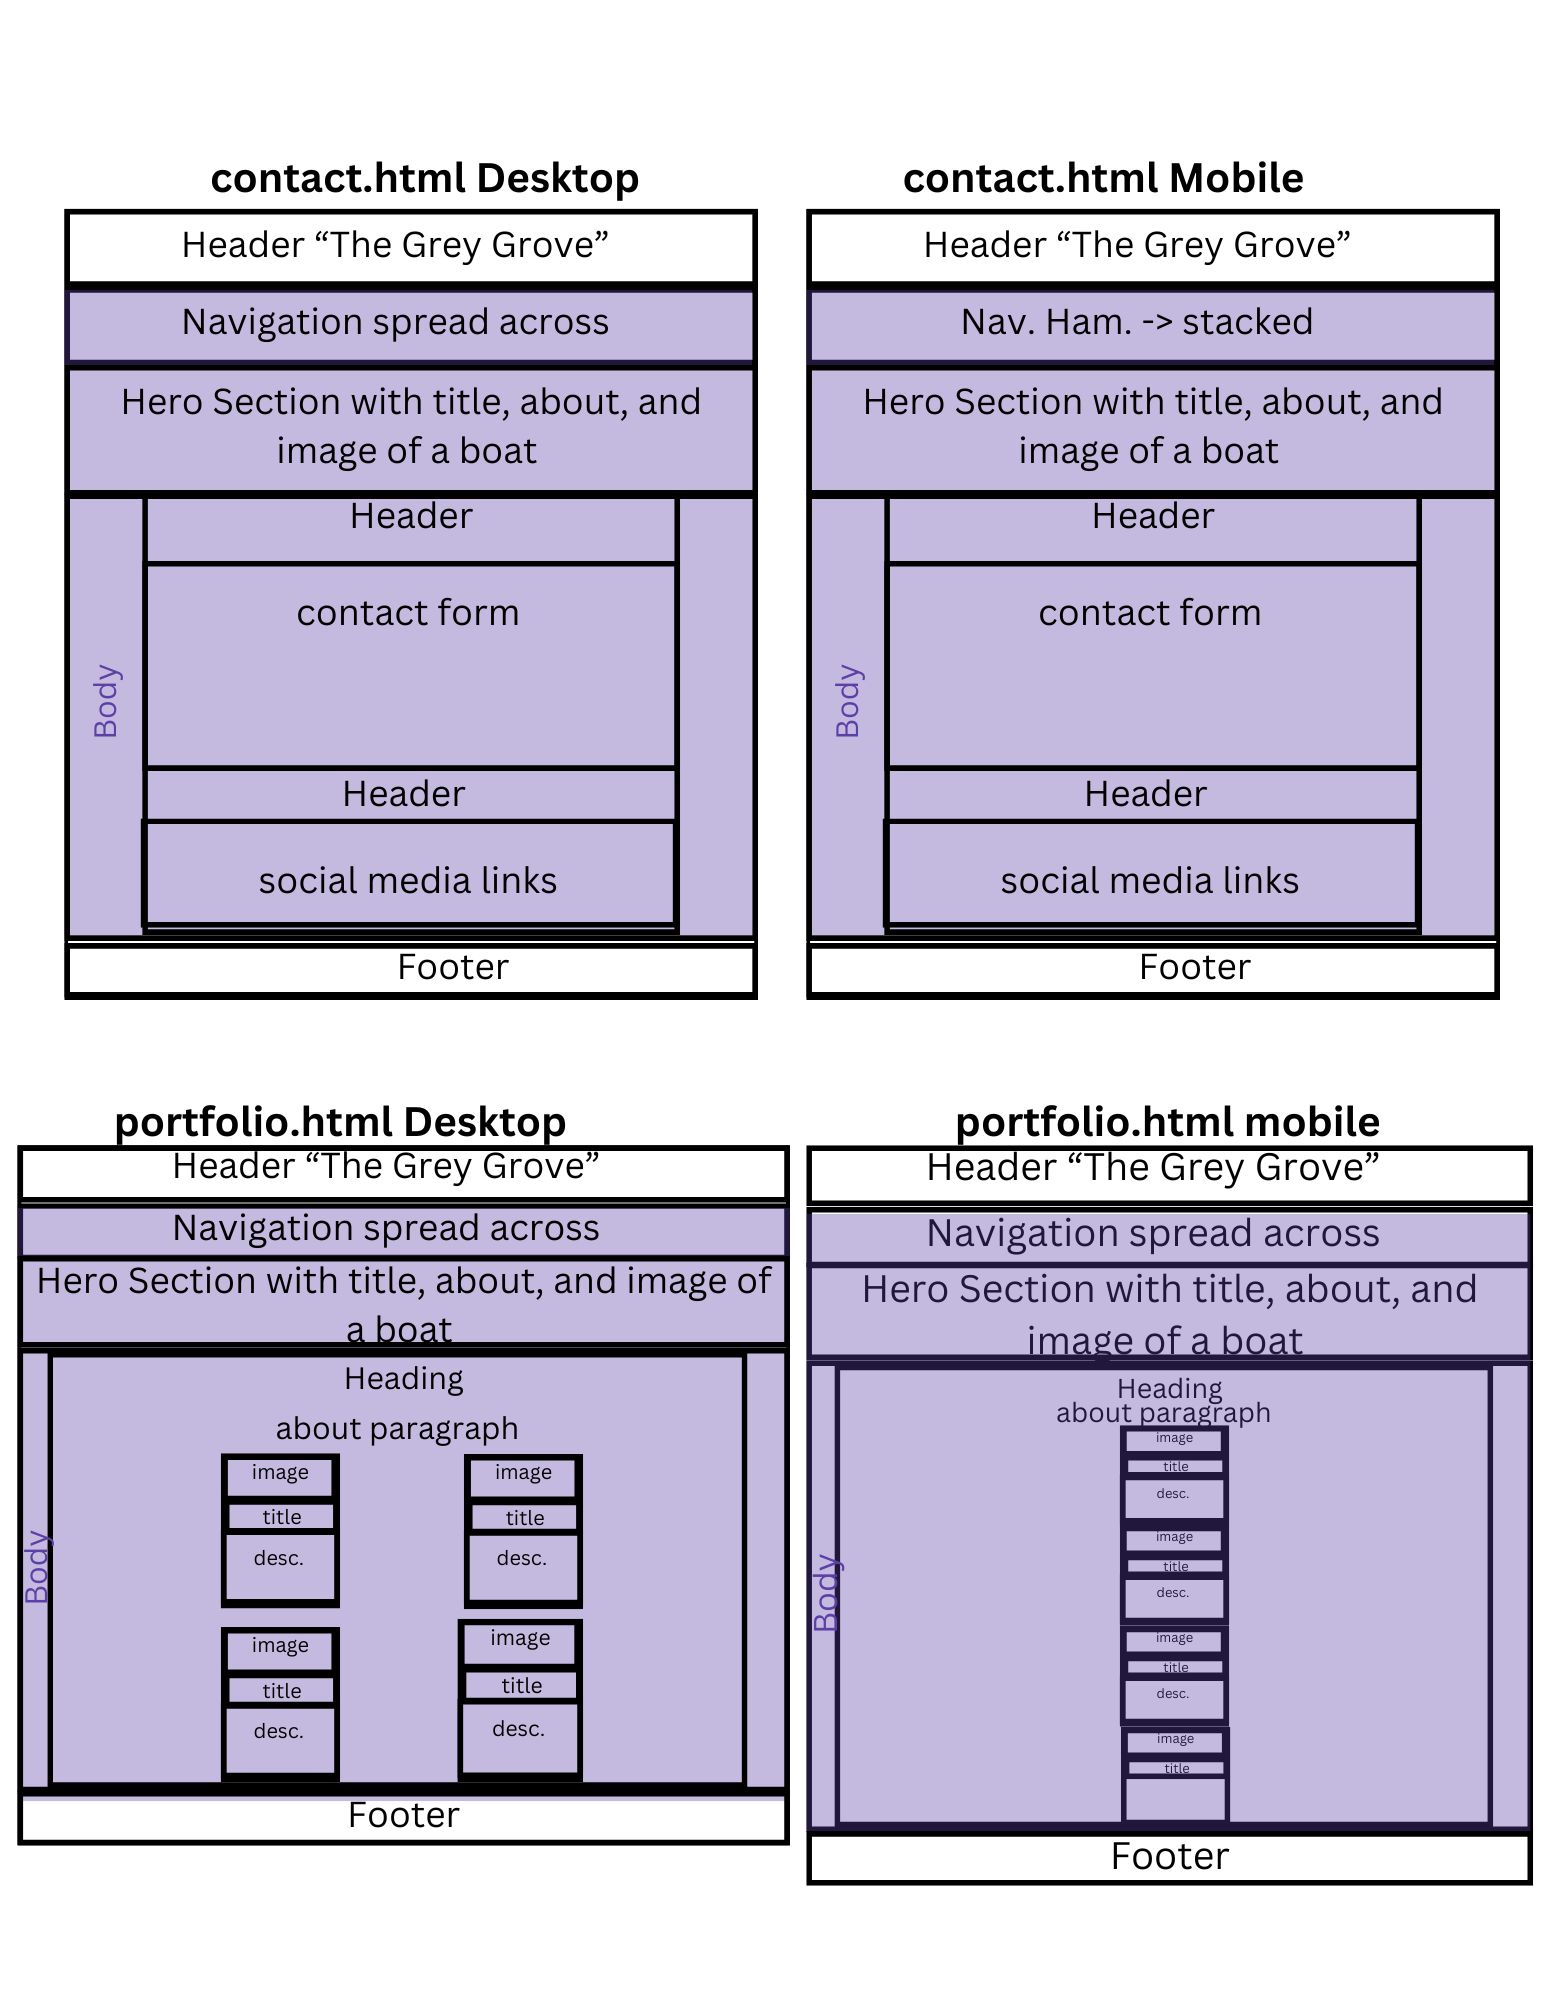 contact.html Desktop
Header “The Grey Grove”
Navigation spread across
Hero Section with title, about, and
image of a boat
Header
contact form
Body
Header
social media links
Footer
contact.html Mobile
Header “The Grey Grove”
Nav. Ham. -> stacked
Hero Section with title, about, and
image of a boat
Header
contact form
Body
Header
social media links
Footer
portfolio.html Desktop
Header “The Grey Grove”
Navigation spread across
Hero Section with title, about, and image of
a boat
Heading
about paragraph
image
title
desc.
image
title
desc.
Body
image
title
desc.
image
title
desc.
Footer
portfolio.html mobile
Header “The Grey Grove”
Navigation spread across
Hero Section with title, about, and
image of a boat
Heading
about paragraph
image
title
desc.
image
title
desc.
Body
image
title
desc.
image
title
Footer